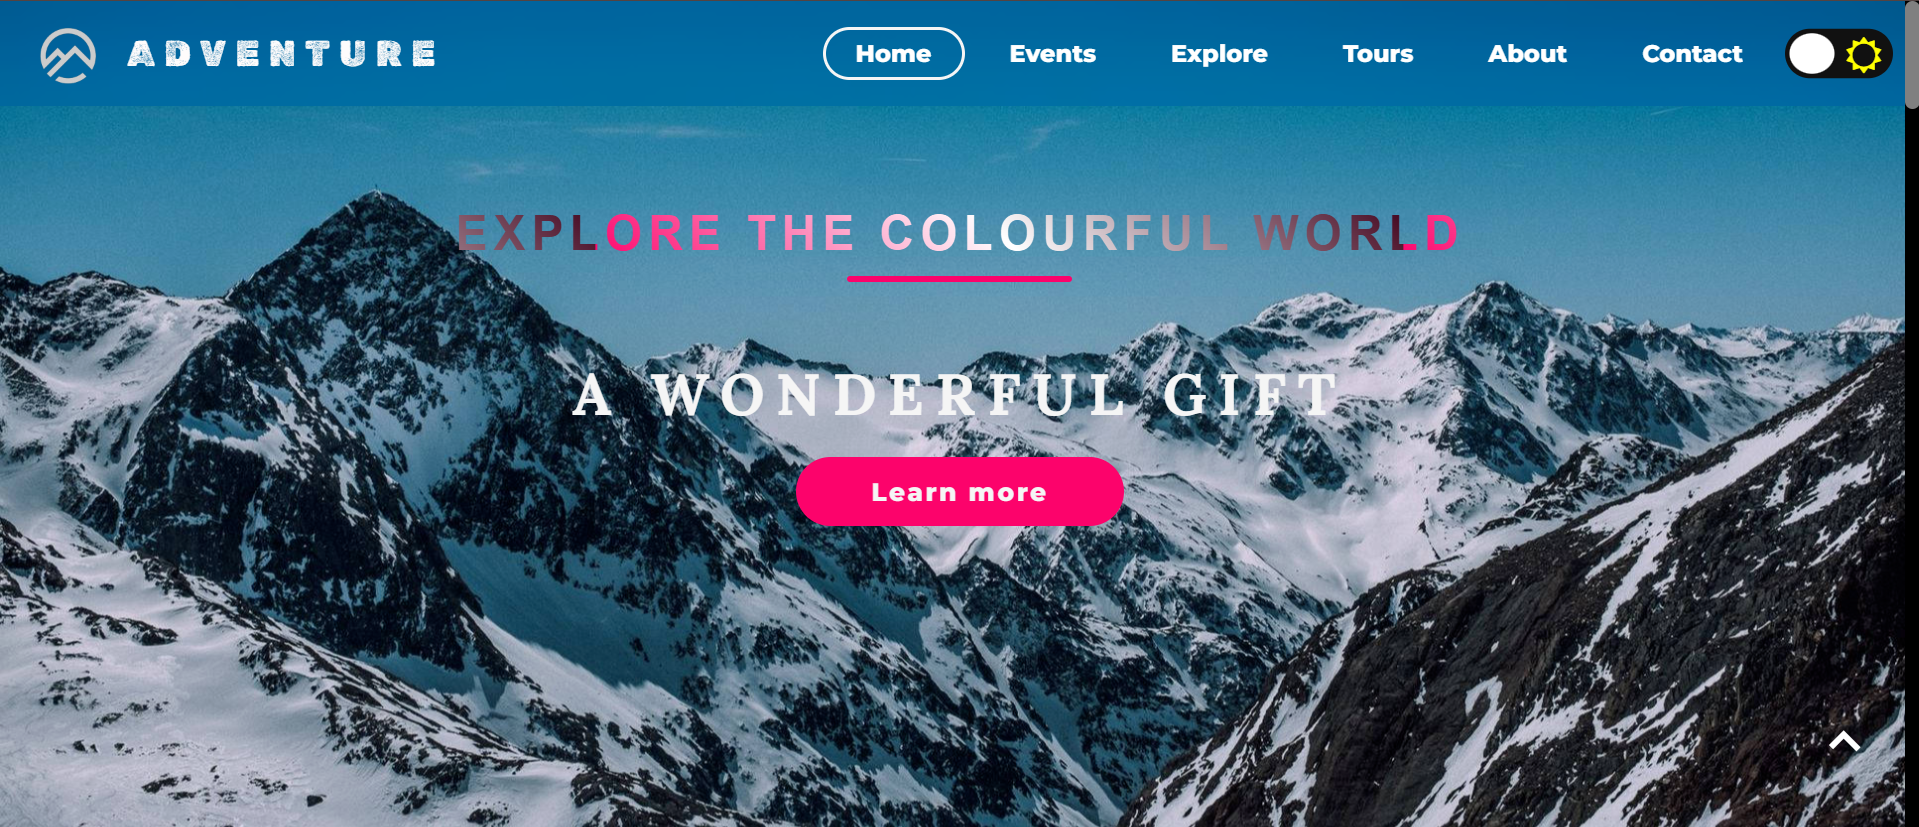 ADVENTURE
Home Events Explore Tours About Contact
EXPLORE THE COLOURFUL WORLD
A WONDERFUL GIFT
Learn more